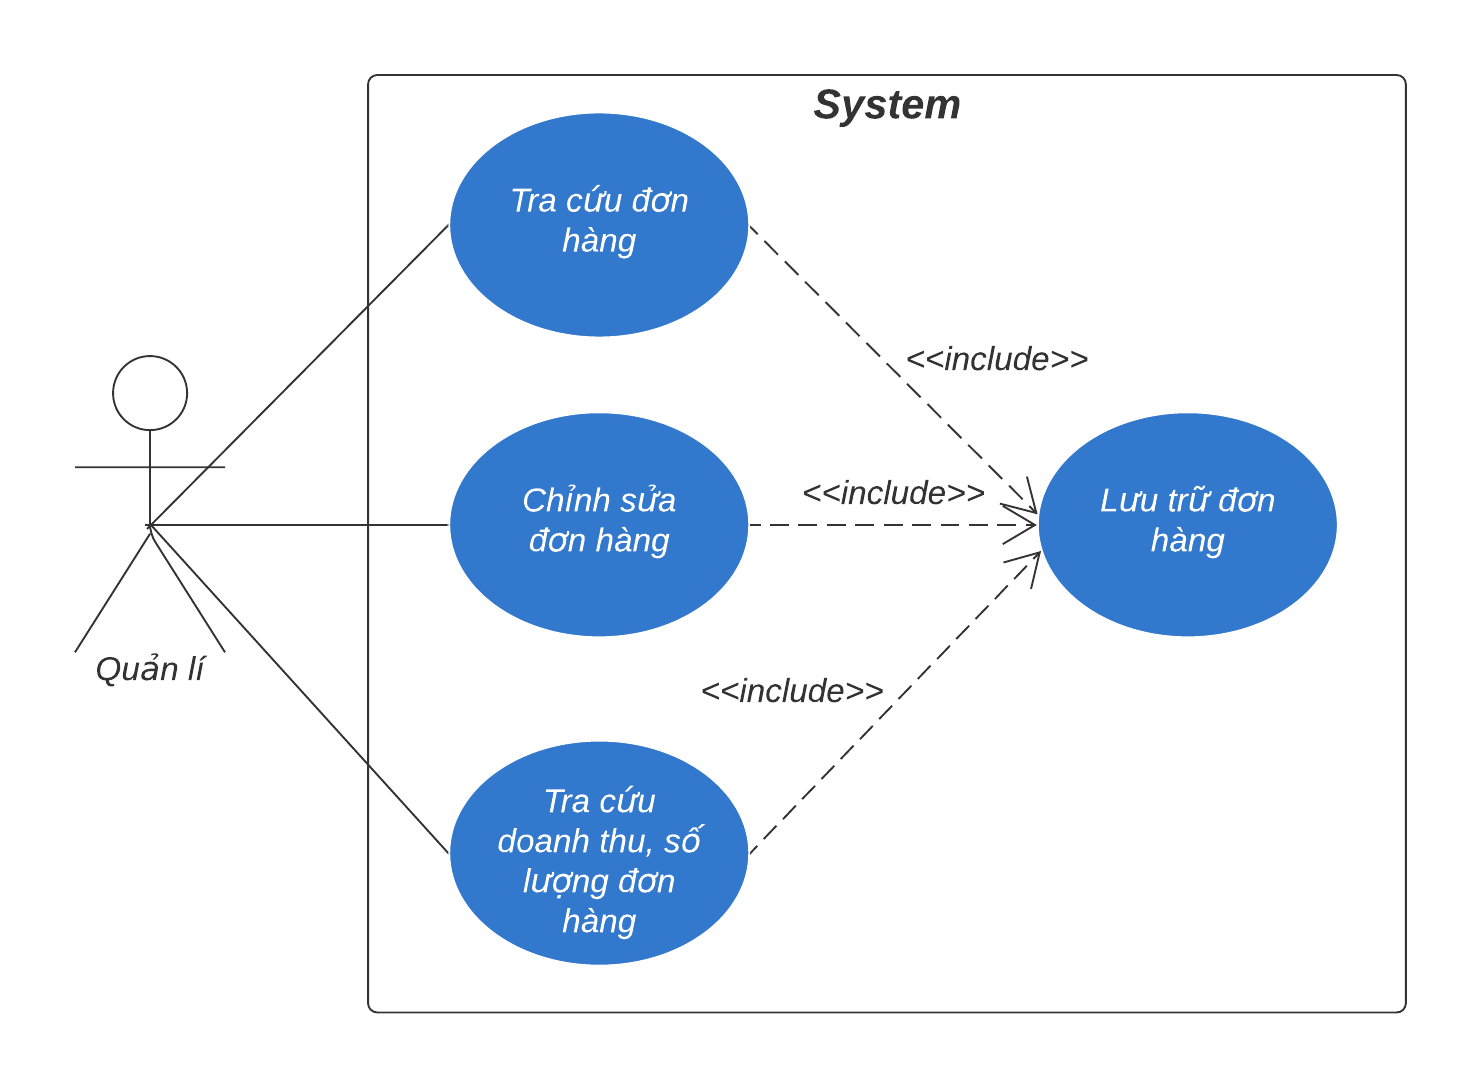 System
Tra cứu đơn
hàng
<<include>>
Chỉnh sửa
đơn hàng
<<include>>
Lưu trữ đơn
hàng
Quản lí
<<include>>
Tra cứu
doanh thu, số
lượng đơn
hàng